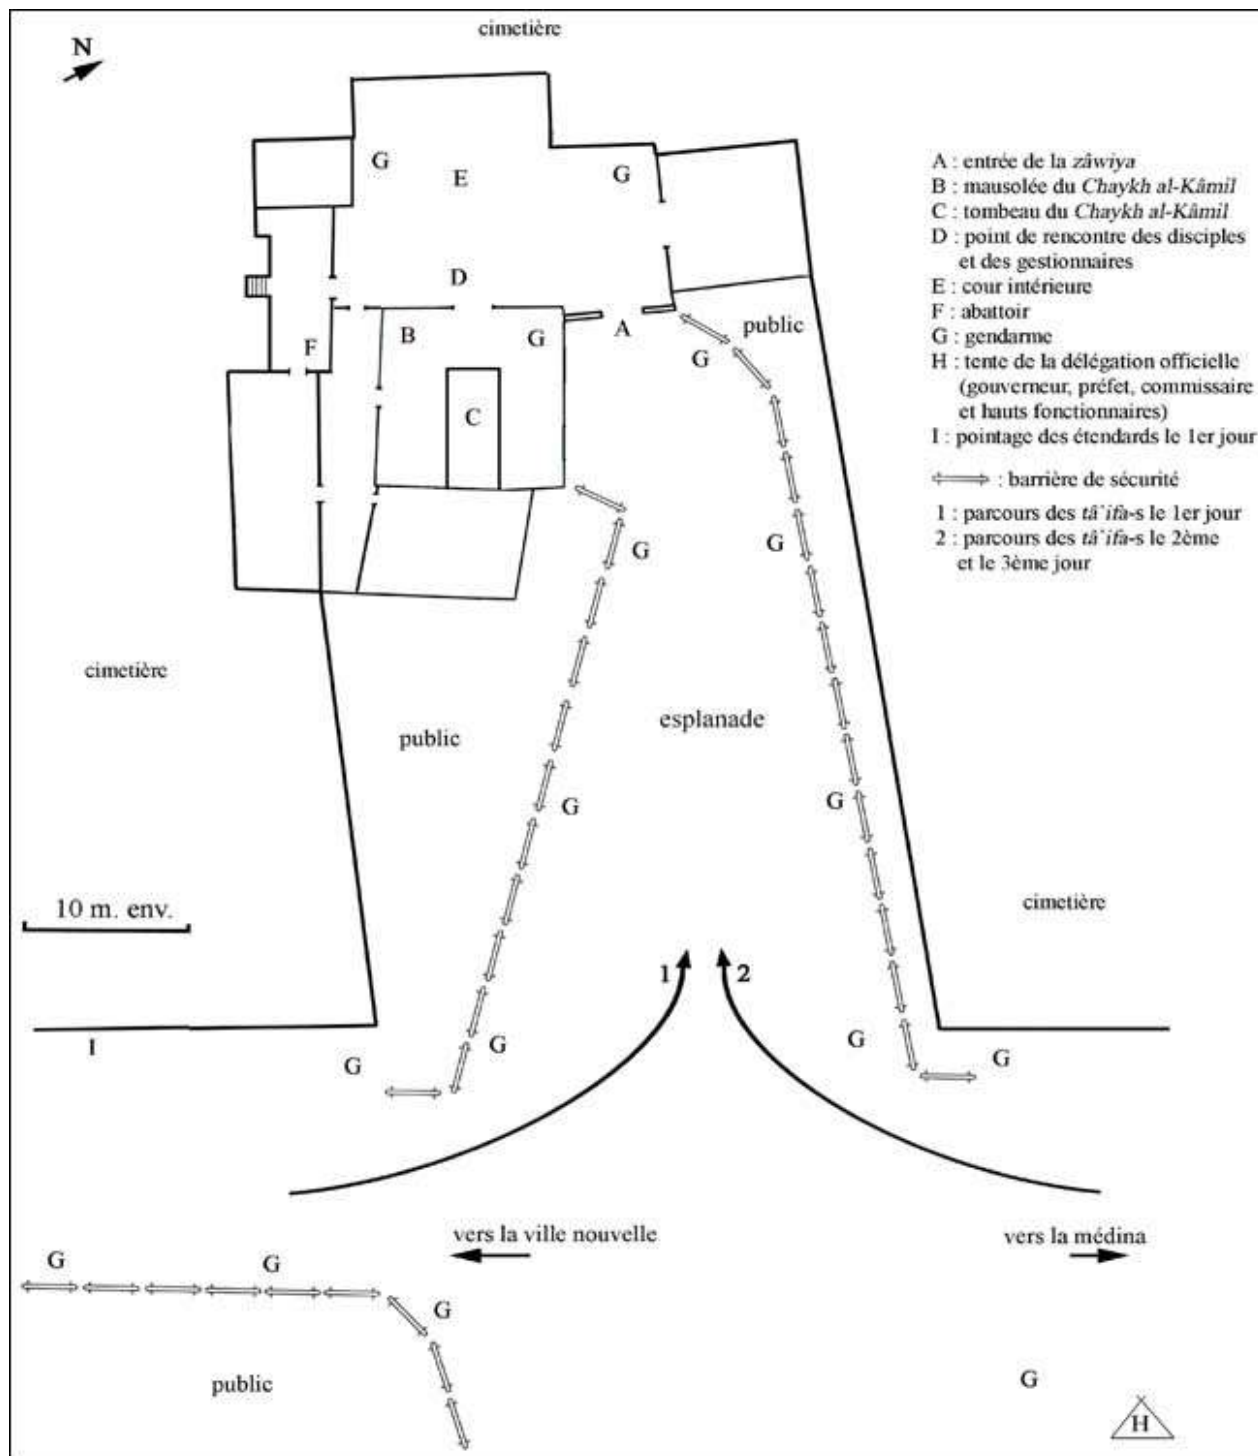 cimetière
N
G
E
G
D
B
G
A
public
F
G
C
A : entrée de la zâwiya
B : mausolée du Chaykh al-Kâmil
C : tombeau du Chaykh al-Kâmil
D : point de rencontre des disciples
et des gestionnaires
E : cour intérieure
F : abattoir
G : gendarme
H : tente de la délégation officielle
(gouverneur, préfet, commissaire
et hauts fonctionnaires)
I : pointage des étendards le 1er jour
: barrière de sécurité
1 : parcours des tâ'ifa-s le 1er jour
2 : parcours des tâ'ifa-s le 2ème
et le 3ème jour
G
G
cimetière
public
esplanade
G
G
10 m. env.
cimetière
1
2
I
G
G
G
G
vers la ville nouvelle
vers la médina
G
G
G
public
G
H